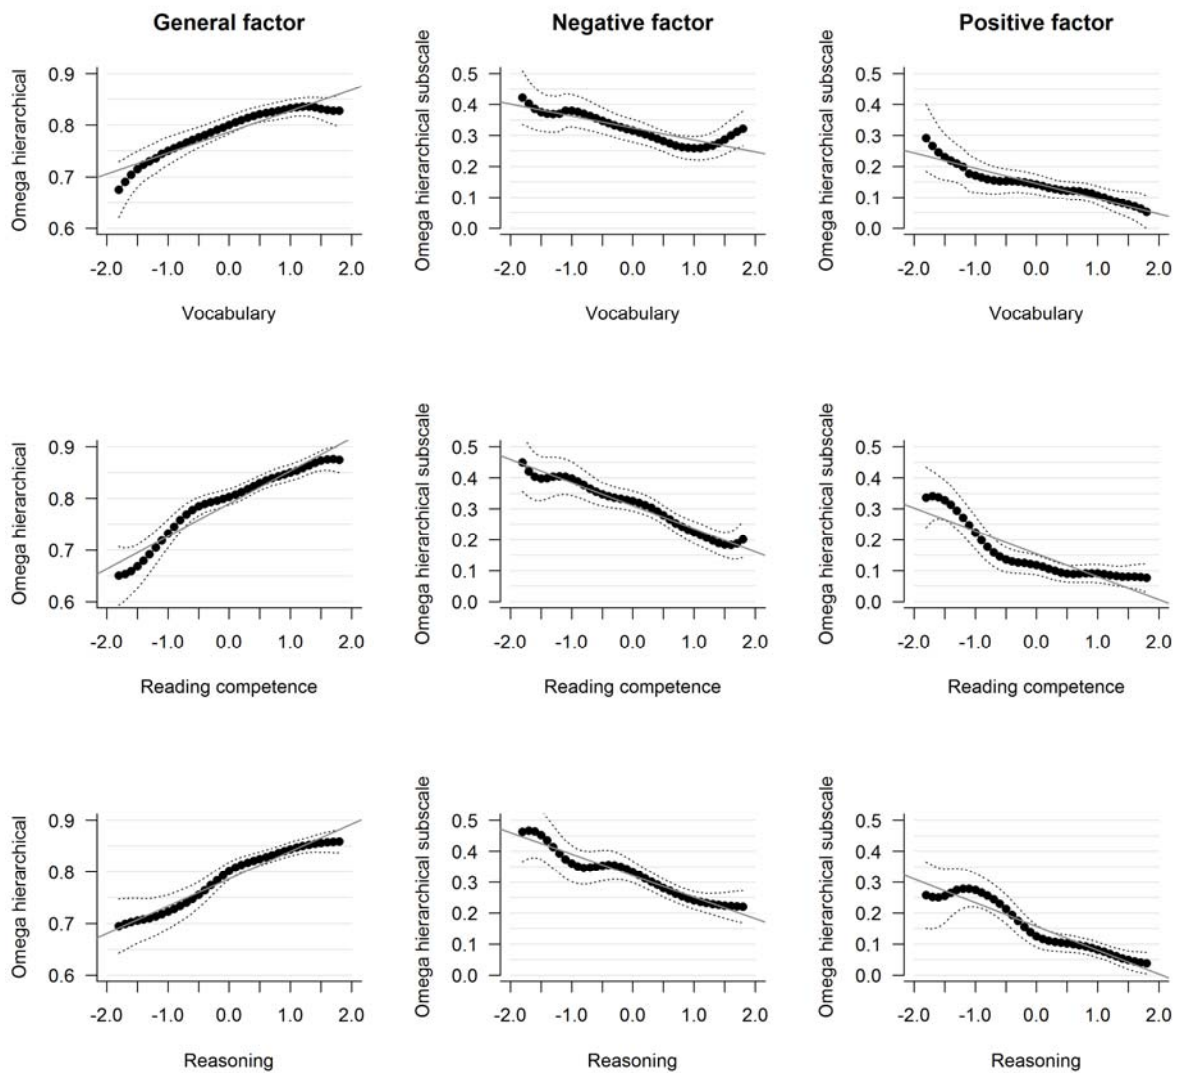 General factor
Negative factor
Positive factor
Omega hierarchical
0.9
0.8
0.7
0.6
-2.0 -1.0 0.0 1.0 2.0
Vocabulary
Omega hierarchical subscale
0.5
0.4
0.3
0.2
0.1
0.0
-2.0 -1.0 0.0 1.0 2.0
Vocabulary
Omega hierarchical subscale
0.5
0.4
0.3
0.2
0.1
0.0
-2.0 -1.0 0.0 1.0 2.0
Vocabulary
Omega hierarchical
0.9
0.8
0.7
0.6
-2.0 -1.0 0.0 1.0 2.0
Reading competence
Omega hierarchical subscale
0.5
0.4
0.3
0.2
0.1
0.0
-2.0 -1.0 0.0 1.0 2.0
Reading competence
Omega hierarchical subscale
0.5
0.4
0.3
0.2
0.1
0.0
-2.0 -1.0 0.0 1.0 2.0
Reading competence
Omega hierarchical
0.9
0.8
0.7
0.6
-2.0 -1.0 0.0 1.0 2.0
Reasoning
Omega hierarchical subscale
0.5
0.4
0.3
0.2
0.1
0.0
-2.0 -1.0 0.0 1.0 2.0
Reasoning
Omega hierarchical subscale
0.5
0.4
0.3
0.2
0.1
0.0
-2.0 -1.0 0.0 1.0 2.0
Reasoning